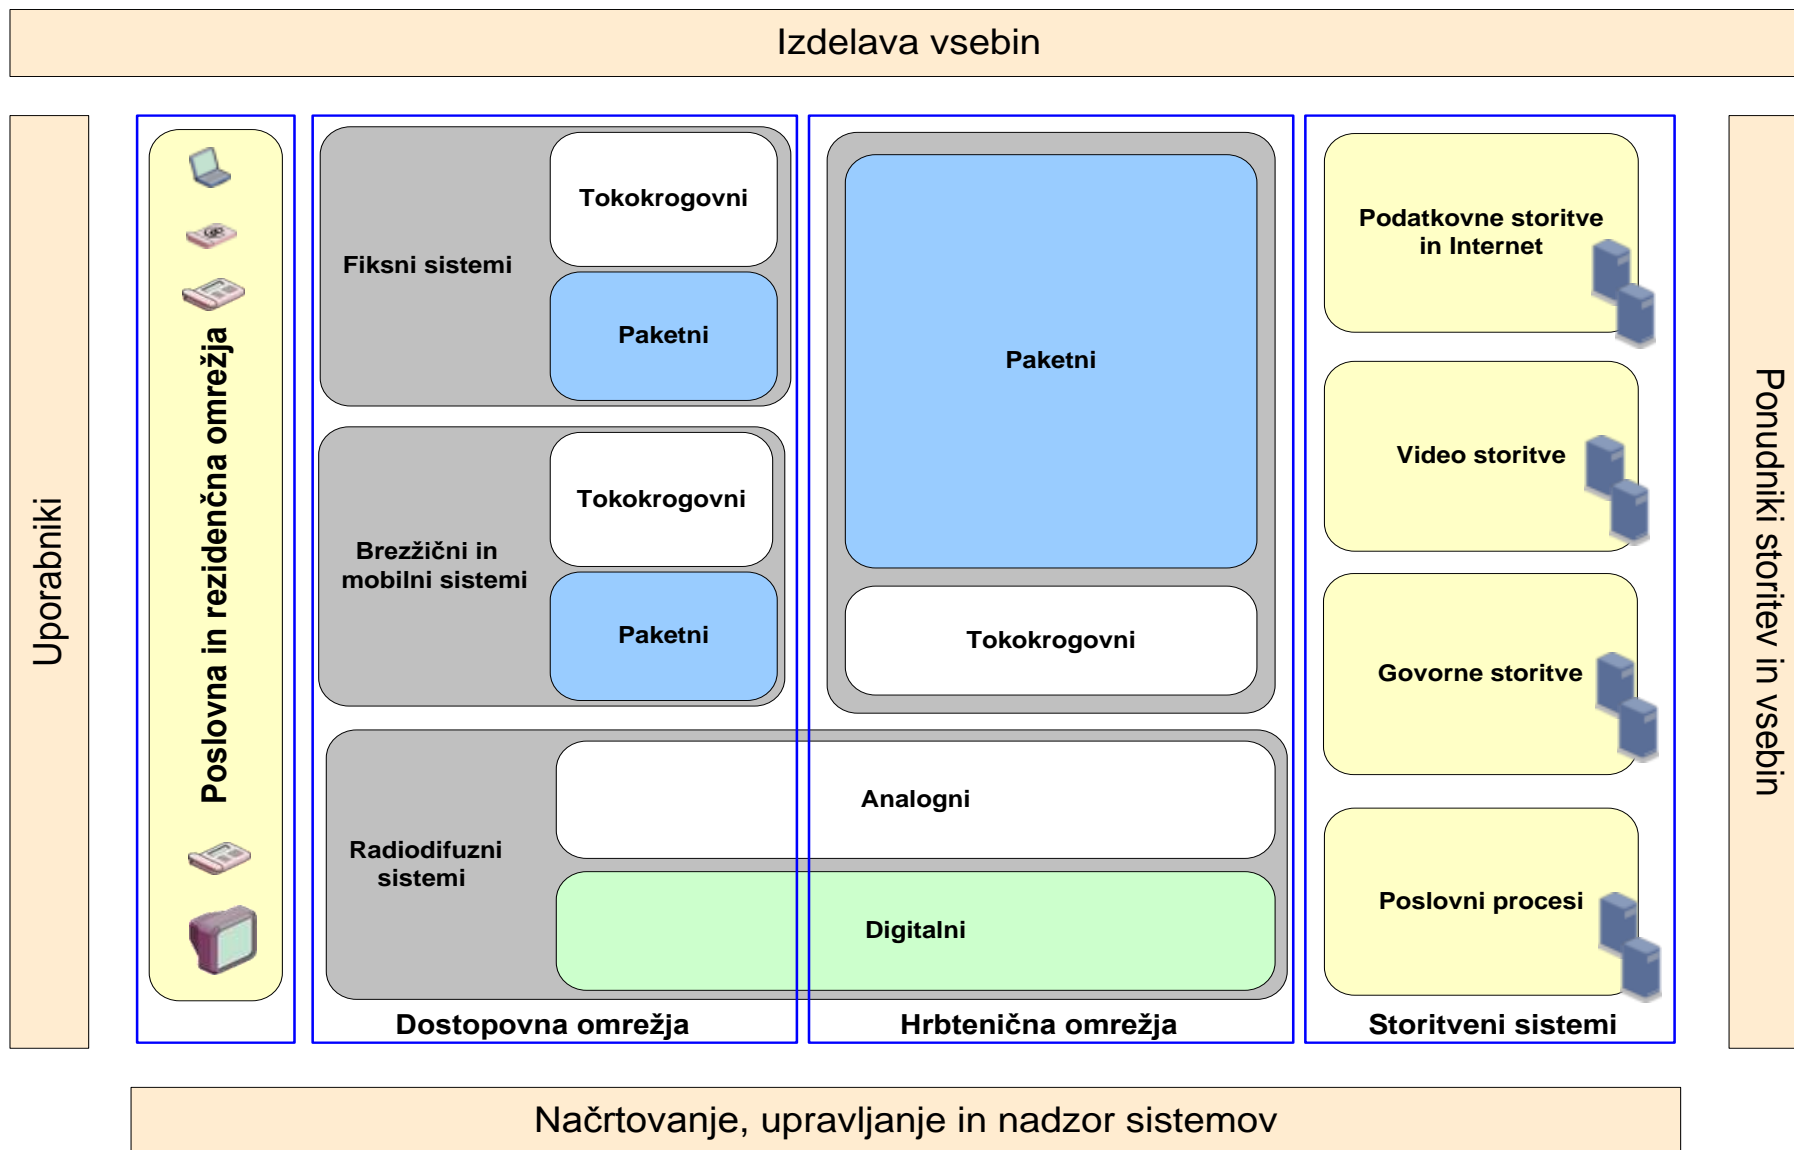 Izdelava vsebin
Uporabniki
Poslovna in rezidenčna omrežja
Fiksni sistemi
Tokokrogovni
Paketni
Brezžični in
mobilni sistemi
Tokokrogovni
Paketni
Paketni
Tokokrogovni
Radiodifuzni
sistemi
Analogni
Digitalni
Dostopovna omrežja
Hrbtenična omrežja
Podatkovne storitve
in Internet
Video storitve
Govorne storitve
Poslovni procesi
Storitveni sistemi
Ponudniki storitev in vsebin
Načrtovanje, upravljanje in nadzor sistemov